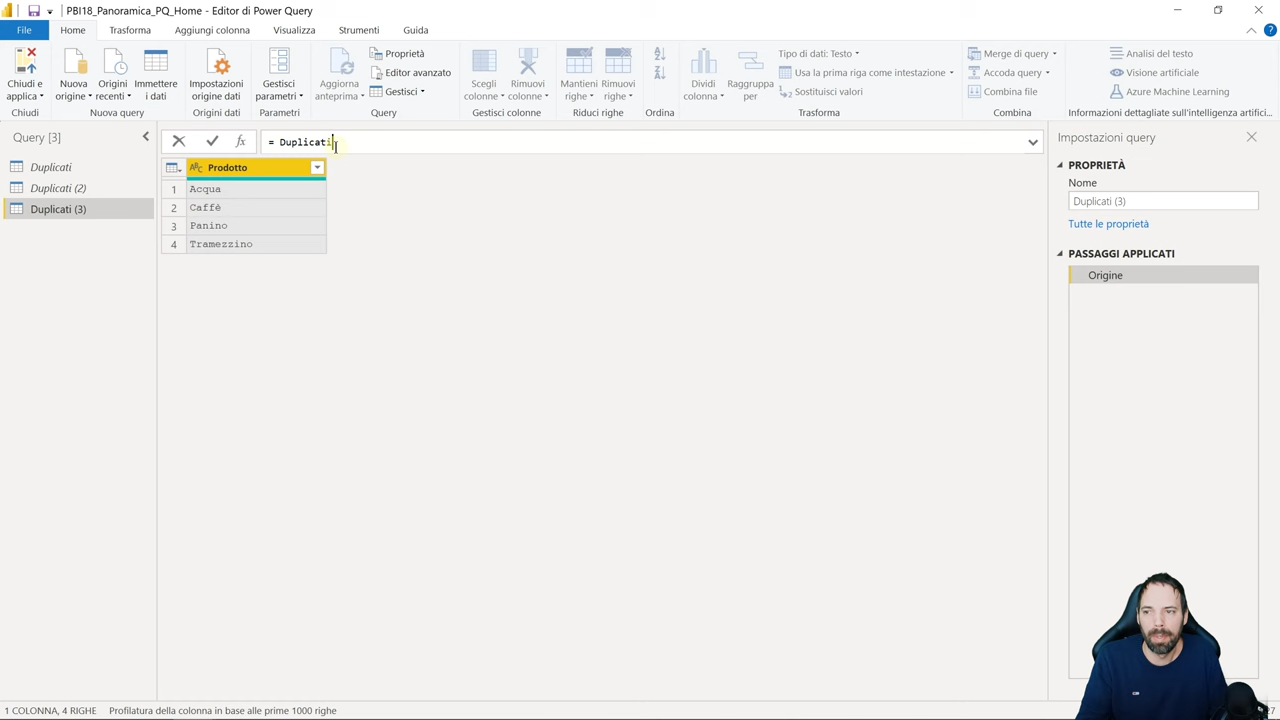 PBI18_Panoramica_PQ_Home - Editor di Power Query
File Home Trasforma Aggiungi colonna Visualizza Strumenti Guida
Chiudi e applica
Nuova origine
Origini recenti
Immettere i dati
Impostazioni origine dati
Gestisci parametri
Aggiorna anteprima
Proprietà
Editor avanzato
Gestisci
Scegli colonne
Rimuovi colonne
Mantieni righe
Rimuovi righe
Dividi colonna
Raggruppa per
Tipo di dati: Testo
Usa la prima riga come intestazione
Sostituisci valori
Merge di query
Accoda query
Combina file
Analisi del testo
Visione artificiale
Azure Machine Learning
Chiudi
Nuova query
Origini dati
Parametri
Query
Gestisci colonne
Riduci righe
Ordina
Trasforma
Combina
Informazioni dettagliate sull'intelligenza artifici...
Query [3]
Duplicati
Duplicati (2)
Duplicati (3)
fx
= Duplicati
ABC Prodotto
1 Acqua
2 Caffè
3 Panino
4 Tramezzino
Impostazioni query
PROPRIETÀ
Nome
Duplicati (3)
Tutte le proprietà
PASSAGGI APPLICATI
Origine
1 COLONNA, 4 RIGHE
Profilatura della colonna in base alle prime 1000 righe